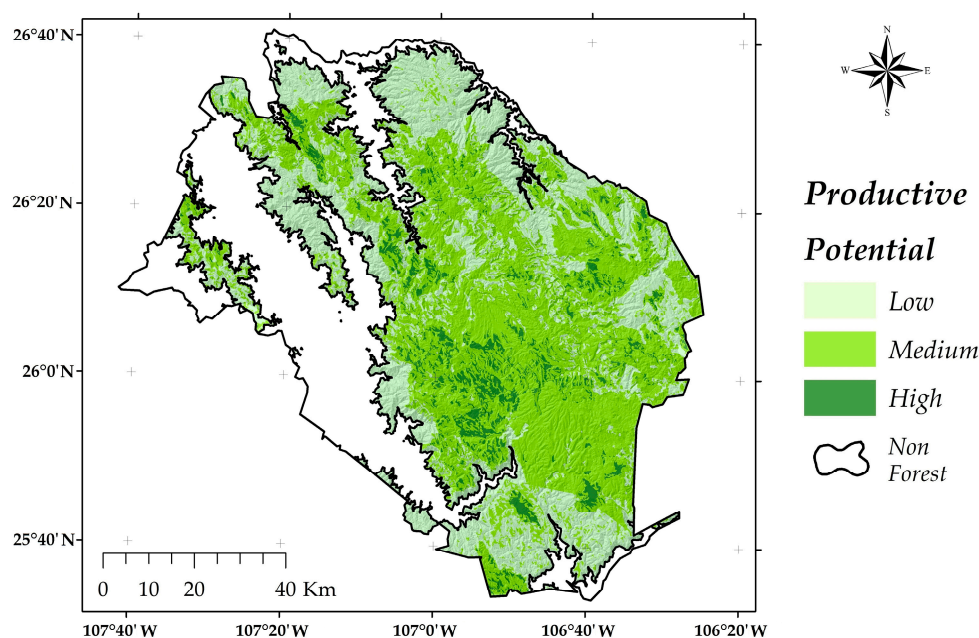 26°40' N
26°20' N
26°0' N
25°40' N
107°40' W
107°20' W
107°0' W
106°40' W
106°20' W
0 10 20 40 Km
N
W E
S
Productive
Potential
Low
Medium
High
Non
Forest